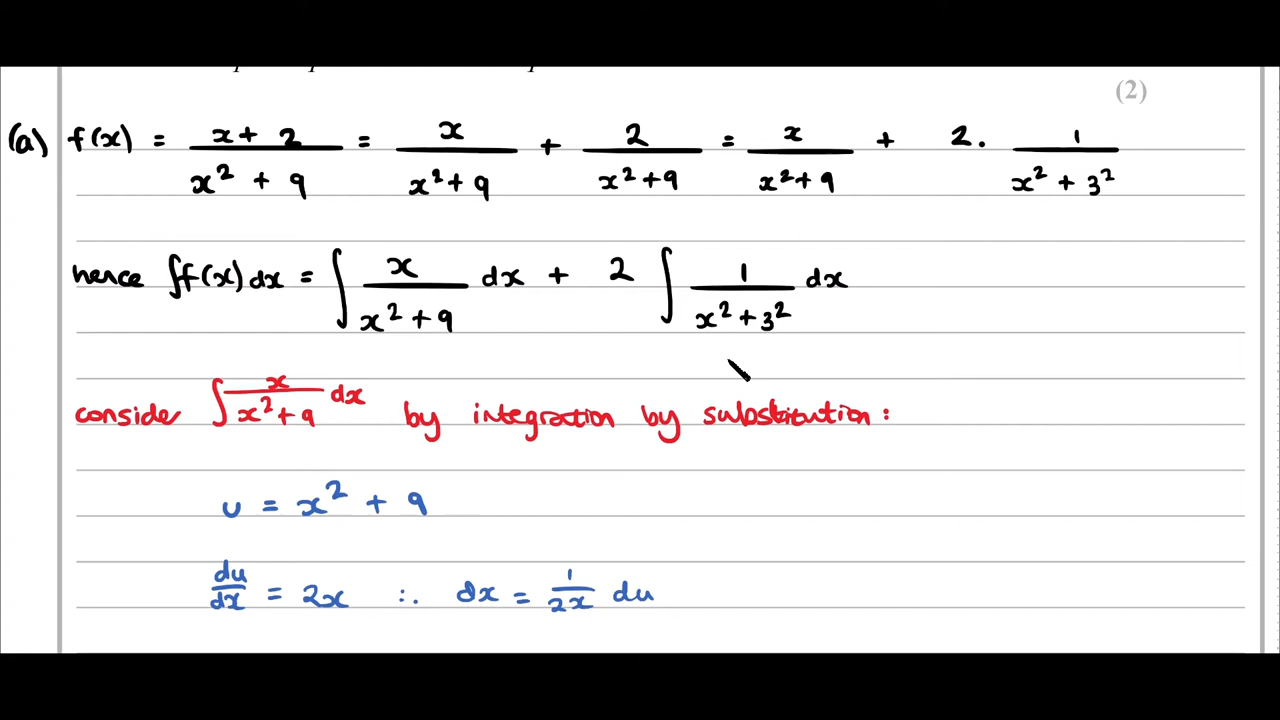 (2)
(a) f(x) = x + 2 / x² + 9 = x / x² + 9 + 2 / x² + 9 = x / x² + 9 + 2 · 1 / x² + 3²
hence ∫f(x)dx = ∫ x / x² + 9 dx + 2 ∫ 1 / x² + 3² dx
consider ∫ x / x² + 9 dx by integration by substitution:
u = x² + 9
du/dx = 2x ∴ dx = 1/2x du